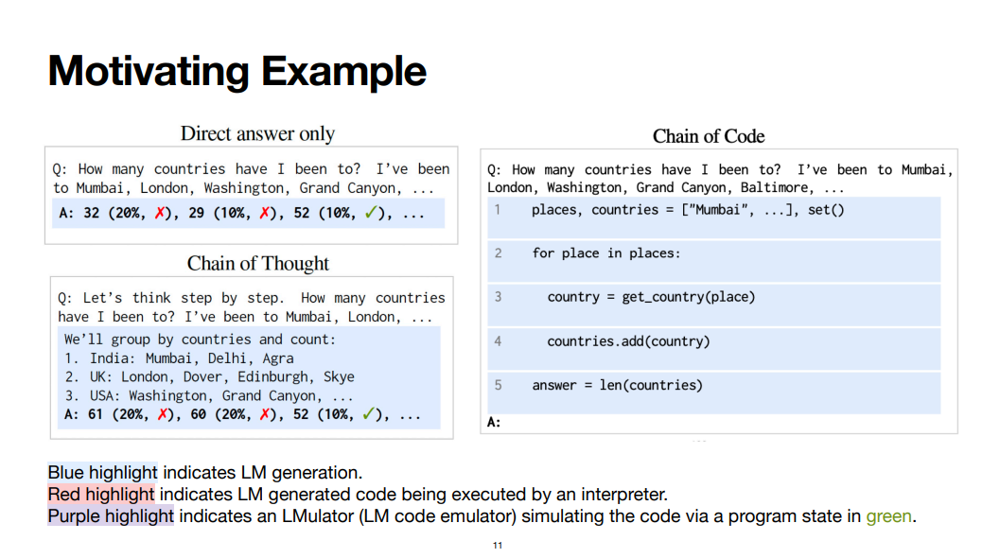 Motivating Example
Direct answer only
Q: How many countries have I been to? I've been
to Mumbai, London, Washington, Grand Canyon, ...
A: 32 (20%, ✗), 29 (10%, ✗), 52 (10%, ✓), ...
Chain of Thought
Q: Let's think step by step. How many countries
have I been to? I've been to Mumbai, London, ...
We'll group by countries and count:
1. India: Mumbai, Delhi, Agra
2. UK: London, Dover, Edinburgh, Skye
3. USA: Washington, Grand Canyon, ...
A: 61 (20%, ✗), 60 (20%, ✗), 52 (10%, ✓), ...
Chain of Code
Q: How many countries have I been to? I've been to Mumbai,
London, Washington, Grand Canyon, Baltimore, ...
1 places, countries = ["Mumbai", ...], set()
2 for place in places:
3 country = get_country(place)
4 countries.add(country)
5 answer = len(countries)
A:
Blue highlight indicates LM generation.
Red highlight indicates LM generated code being executed by an interpreter.
Purple highlight indicates an LMulator (LM code emulator) simulating the code via a program state in green.
11